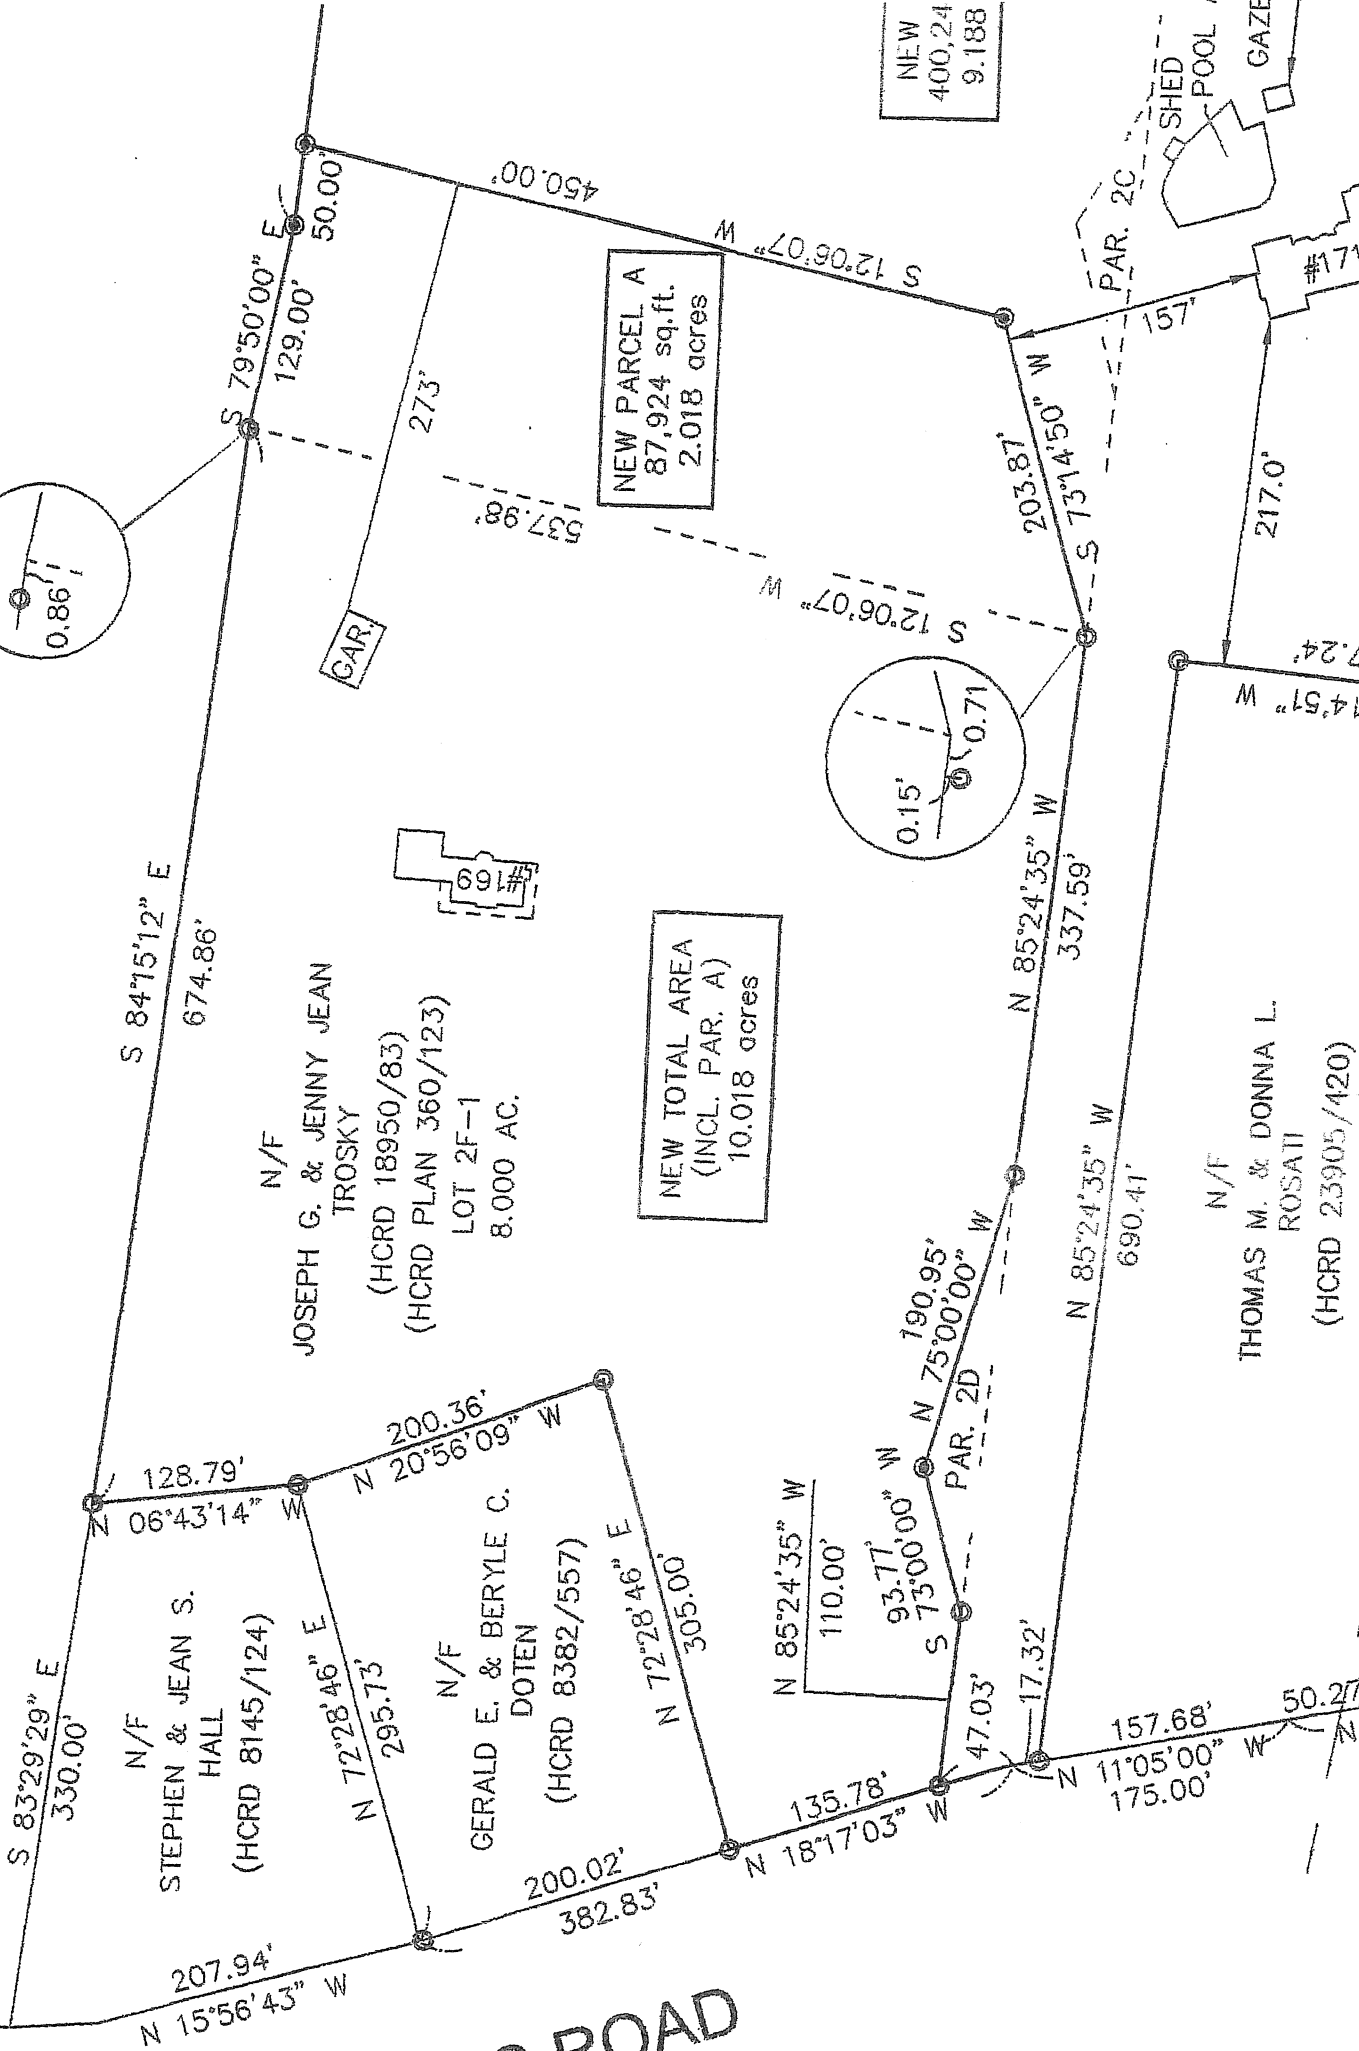 NEW
400,24
9.188
SHED
POOL
GAZE
PAR. 2C
#171
157'
217.0'
S 79°50'00" E
129.00'
50.00'
450.00'
S 12°06'07" W
NEW PARCEL A
87,924 sq.ft.
2.018 acres
273'
GAR.
537.98'
S 12°06'07" W
203.87'
S 73°14'50" W
0.86'
0.15'
0.71
7.24'
14'51" W
S 84°15'12" E
674.86'
#169
N/F
JOSEPH G. & JENNY JEAN
TROSKY
(HCRD 18950/83)
(HCRD PLAN 360/123)
LOT 2F-1
8.000 AC.
NEW TOTAL AREA
(INCL. PAR. A)
10.018 acres
N 85°24'35" W
337.59'
N 85°24'35" W
690.41'
N/F
THOMAS M. & DONNA L.
ROSATI
(HCRD 23905/420)
190.95'
N 75°00'00" W
PAR. 2D
128.79'
N 06°43'14" W
200.36'
N 20°56'09" W
S 83°29'29" E
330.00'
N/F
STEPHEN & JEAN S.
HALL
(HCRD 8145/124)
N 72°28'46" E
295.73'
N/F
GERALD E. & BERYLE C.
DOTEN
(HCRD 8382/557)
N 72°28'46" E
305.00'
N 85°24'35" W
110.00'
93.77'
S 73°00'00" W
47.03'
17.32'
207.94'
N 15°56'43" W
200.02'
382.83'
135.78'
N 18°17'03" W
157.68'
N 11°05'00" W
175.00'
50.27
N
ROAD